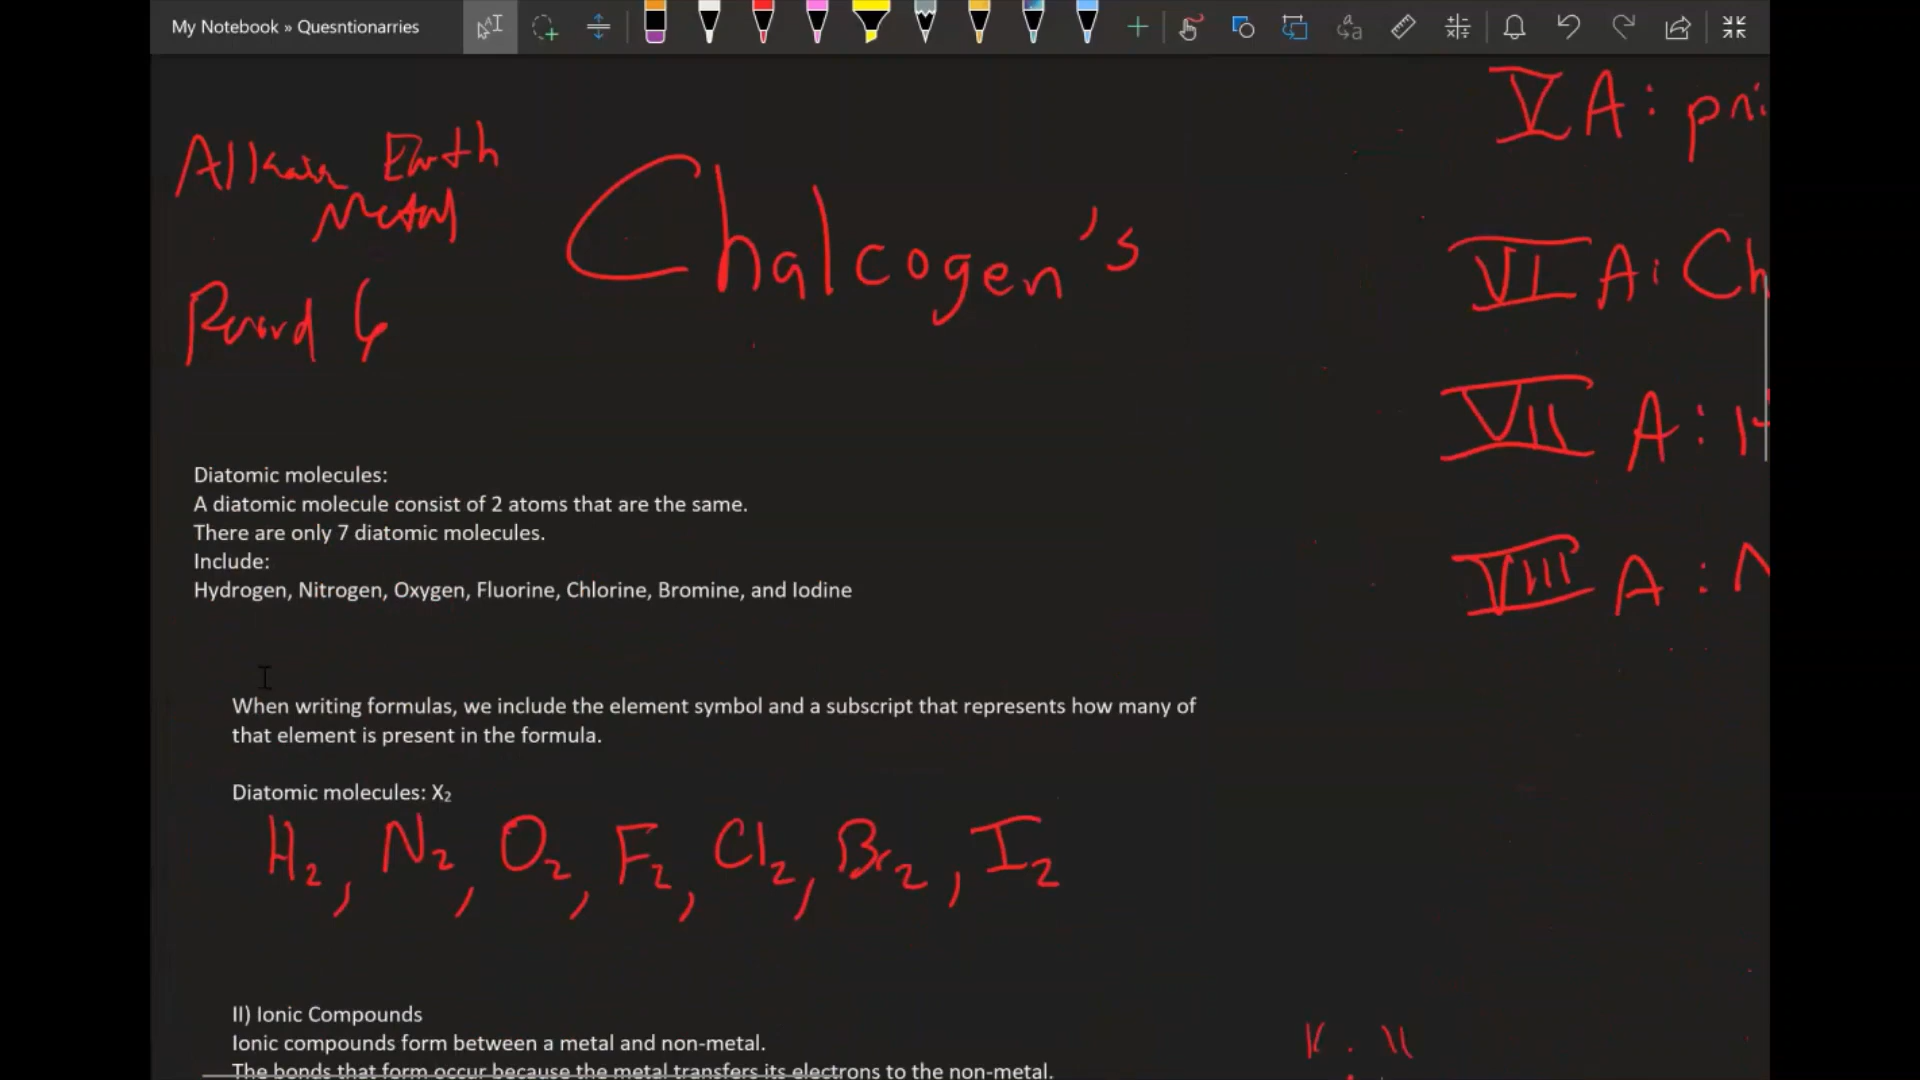 My Notebook » Quesntionarries
Alkain Earth
Metal
Chalcogen's
Period 6
V A: pni
VI A: Ch
VII A: H
VIII A: N
Diatomic molecules:
A diatomic molecule consist of 2 atoms that are the same.
There are only 7 diatomic molecules.
Include:
Hydrogen, Nitrogen, Oxygen, Fluorine, Chlorine, Bromine, and Iodine
When writing formulas, we include the element symbol and a subscript that represents how many of
that element is present in the formula.
Diatomic molecules: X₂
H₂, N₂, O₂, F₂, Cl₂, Br₂, I₂
II) Ionic Compounds
Ionic compounds form between a metal and non-metal.
The bonds that form occur because the metal transfers its electrons to the non-metal.